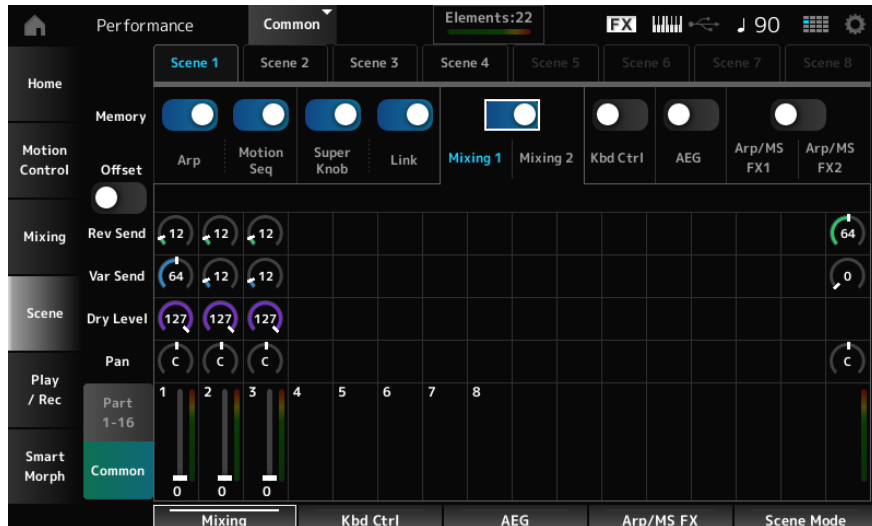 Performance Common Elements:22 FX 90
Scene 1 Scene 2 Scene 3 Scene 4 Scene 5 Scene 6 Scene 7 Scene 8
Home
Memory
Motion
Control
Offset
Arp
Motion
Seq
Super
Knob
Link
Mixing 1
Mixing 2
Kbd Ctrl
AEG
Arp/MS
FX1
Arp/MS
FX2
Mixing
Rev Send 12 12 12 64
Var Send 64 12 12 0
Scene
Dry Level 127 127 127
Pan C C C C
Play
/ Rec
Part
1-16
1 2 3 4 5 6 7 8
Smart
Morph
Common
0 0 0
Mixing Kbd Ctrl AEG Arp/MS FX Scene Mode